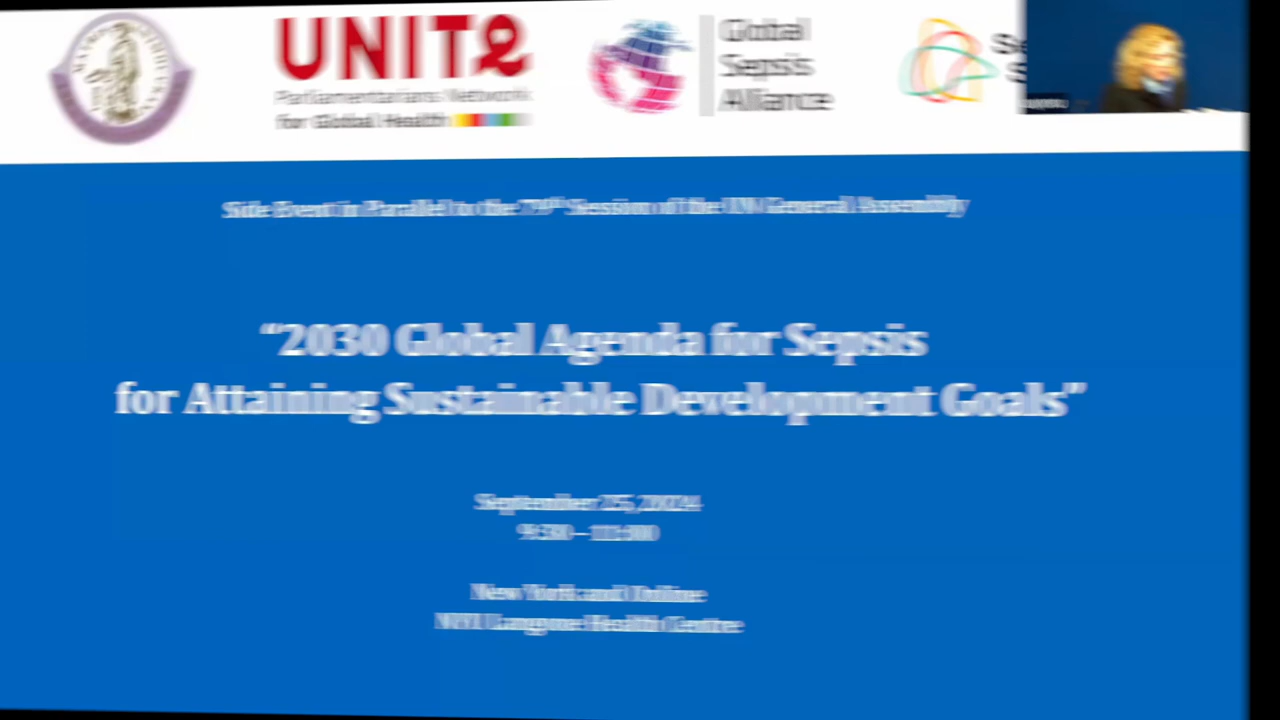 UNITE
Parliamentarians Network
for Global Health
Global
Sepsis
Alliance
Side Event in Parallel to the 79th Session of the UN General Assembly
"2030 Global Agenda for Sepsis
for Attaining Sustainable Development Goals"
September 25, 2024
9:30 – 11:00
New York and Online
NYU Langone Health Centre